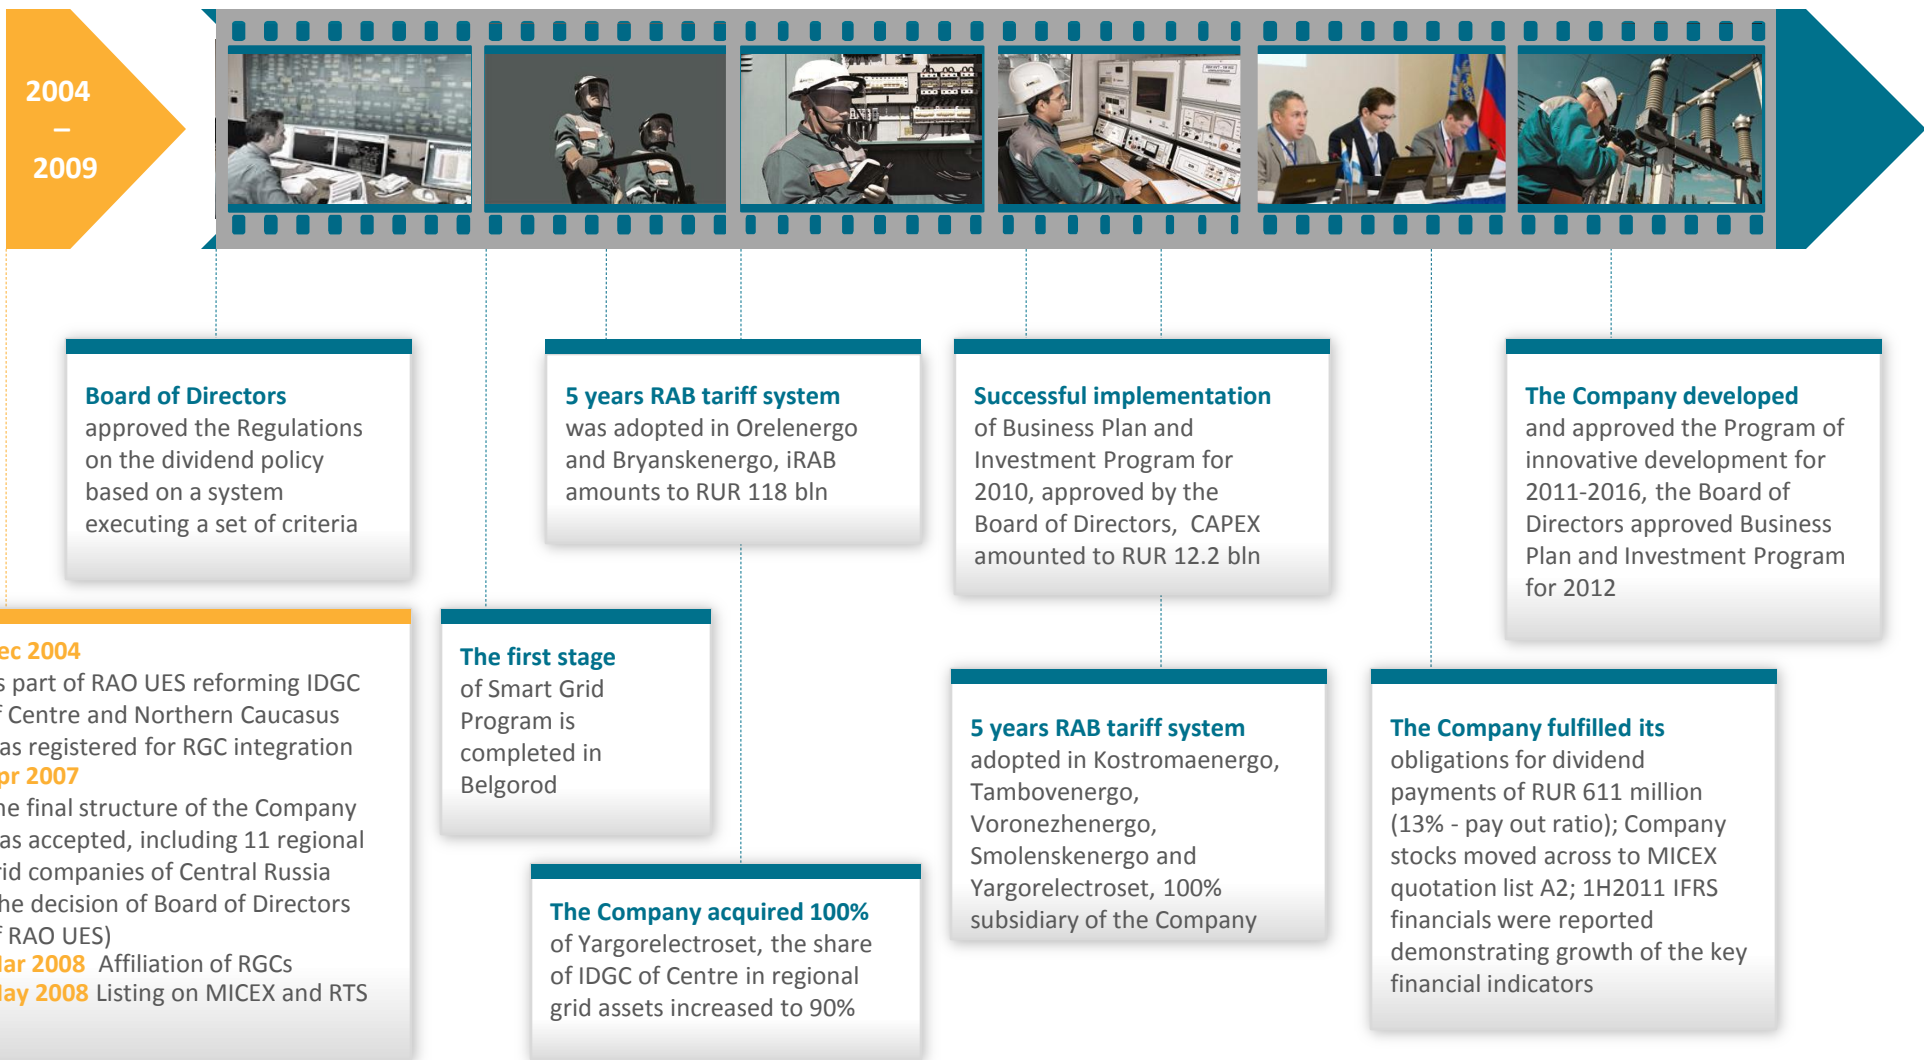 2004
–
2009
Board of Directors
approved the Regulations
on the dividend policy
based on a system
executing a set of criteria
5 years RAB tariff system
was adopted in Orelenergo
and Bryanskenergo, iRAB
amounts to RUR 118 bln
Successful implementation
of Business Plan and
Investment Program for
2010, approved by the
Board of Directors, CAPEX
amounted to RUR 12.2 bln
The Company developed
and approved the Program of
innovative development for
2011-2016, the Board of
Directors approved Business
Plan and Investment Program
for 2012
ec 2004
s part of RAO UES reforming IDGC
f Centre and Northern Caucasus
as registered for RGC integration
pr 2007
he final structure of the Company
as accepted, including 11 regional
rid companies of Central Russia
he decision of Board of Directors
f RAO UES)
ar 2008 Affiliation of RGCs
ay 2008 Listing on MICEX and RTS
The first stage
of Smart Grid
Program is
completed in
Belgorod
The Company acquired 100%
of Yargorelectroset, the share
of IDGC of Centre in regional
grid assets increased to 90%
5 years RAB tariff system
adopted in Kostromaenergo,
Tambovenergo,
Voronezhenergo,
Smolenskenergo and
Yargorelectroset, 100%
subsidiary of the Company
The Company fulfilled its
obligations for dividend
payments of RUR 611 million
(13% - pay out ratio); Company
stocks moved across to MICEX
quotation list A2; 1H2011 IFRS
financials were reported
demonstrating growth of the key
financial indicators